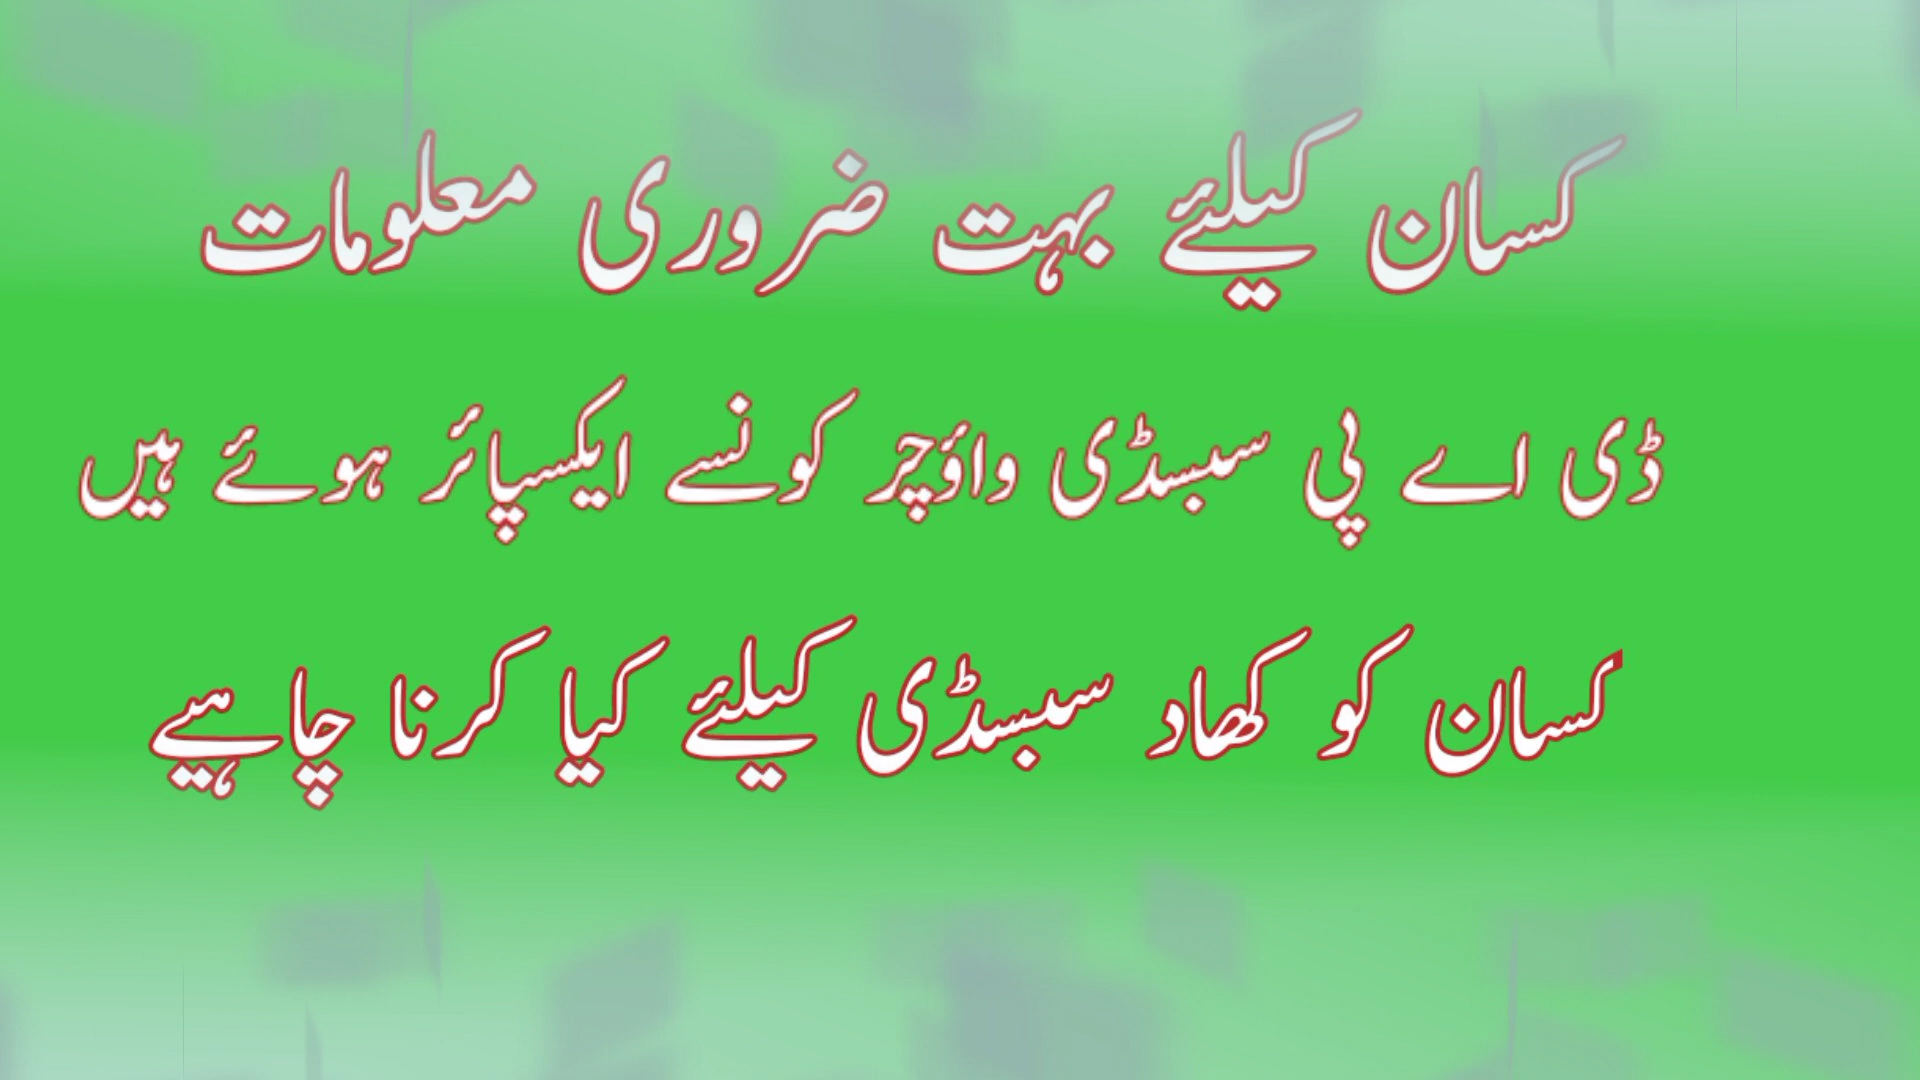 کسان کیلئے بہت ضروری معلومات
ڈی اے پی سبسڈی واؤچر کونسے ایکسپائر ہوئے ہیں
کسان کو کھاد سبسڈی کیلئے کیا کرنا چاہیے